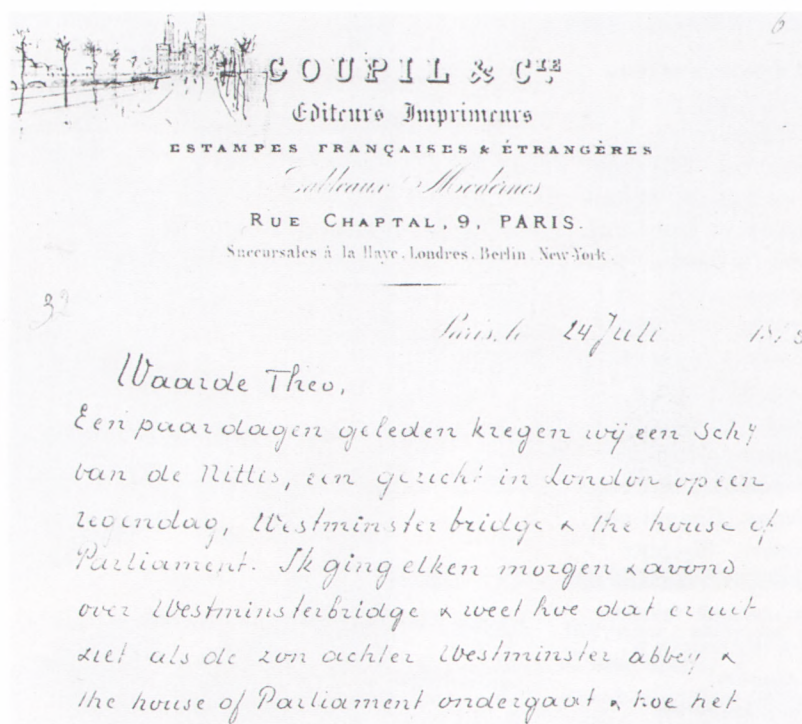 6
GOUPIL & CIE
Editeurs Imprimeurs
ESTAMPES FRANÇAISES & ÉTRANGÈRES
Tableaux Modernes
RUE CHAPTAL, 9, PARIS.
Succursales à la Haye, Londres, Berlin, New-York.
32
Paris, le 24 Juli
Waarde Theo,
Een paar dagen geleden kregen wij een schij
van de Nittis, een gezicht in London op een
regendag, Westminster bridge & the house of
Parliament. Ik ging elken morgen & avond
over Westminsterbridge & weet hoe dat er uit
ziet als de zon achter Westminster abbey &
the house of Parliament ondergaat & hoe het